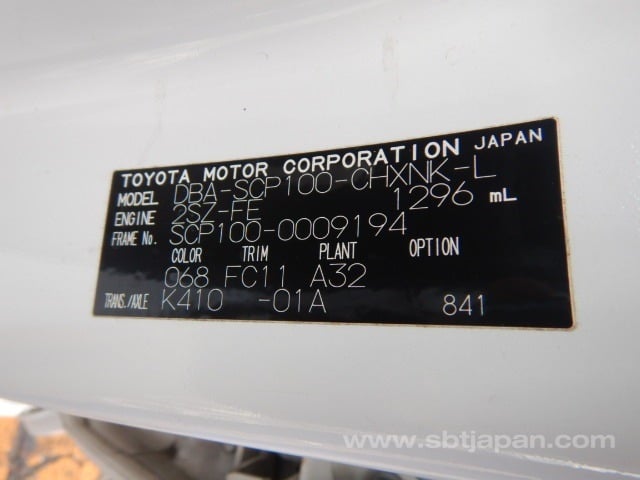 TOYOTA MOTOR CORPORATION JAPAN
MODEL DBA-SCP100-CHXNK-L
ENGINE 2SZ-FE 1296 mL
FRAME No. SCP100-0009194
COLOR TRIM PLANT OPTION
068 FC11 A32
TRANS./AXLE K410 -01A 841
www.sbtjapan.com